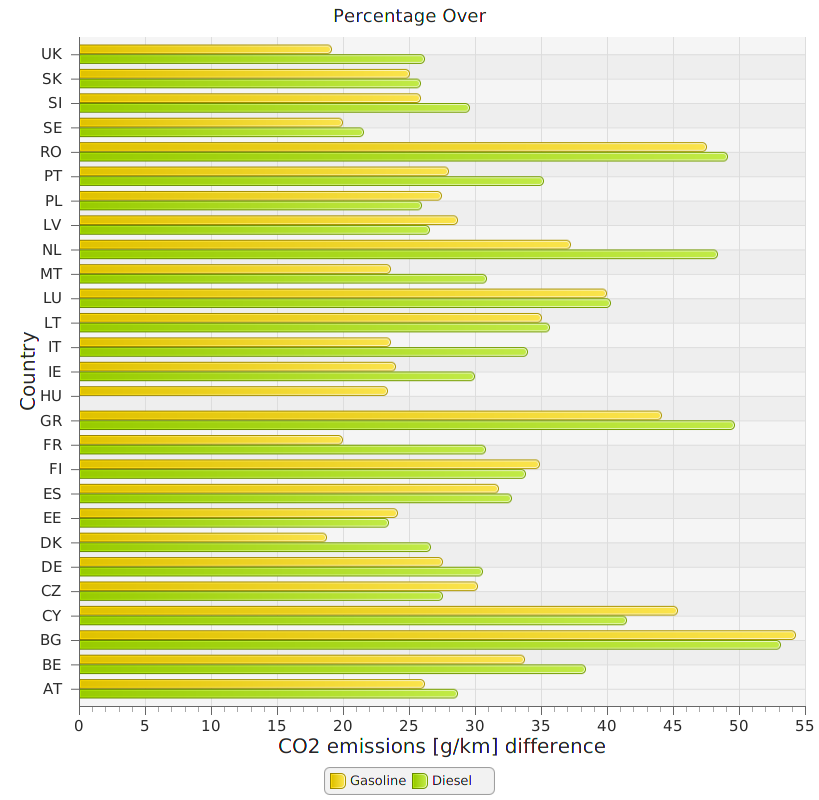 Percentage Over
UK
SK
SI
SE
RO
PT
PL
LV
NL
MT
LU
LT
IT
IE
HU
GR
FR
FI
ES
EE
DK
DE
CZ
CY
BG
BE
AT
Country
0 5 10 15 20 25 30 35 40 45 50 55
CO2 emissions [g/km] difference
Gasoline Diesel